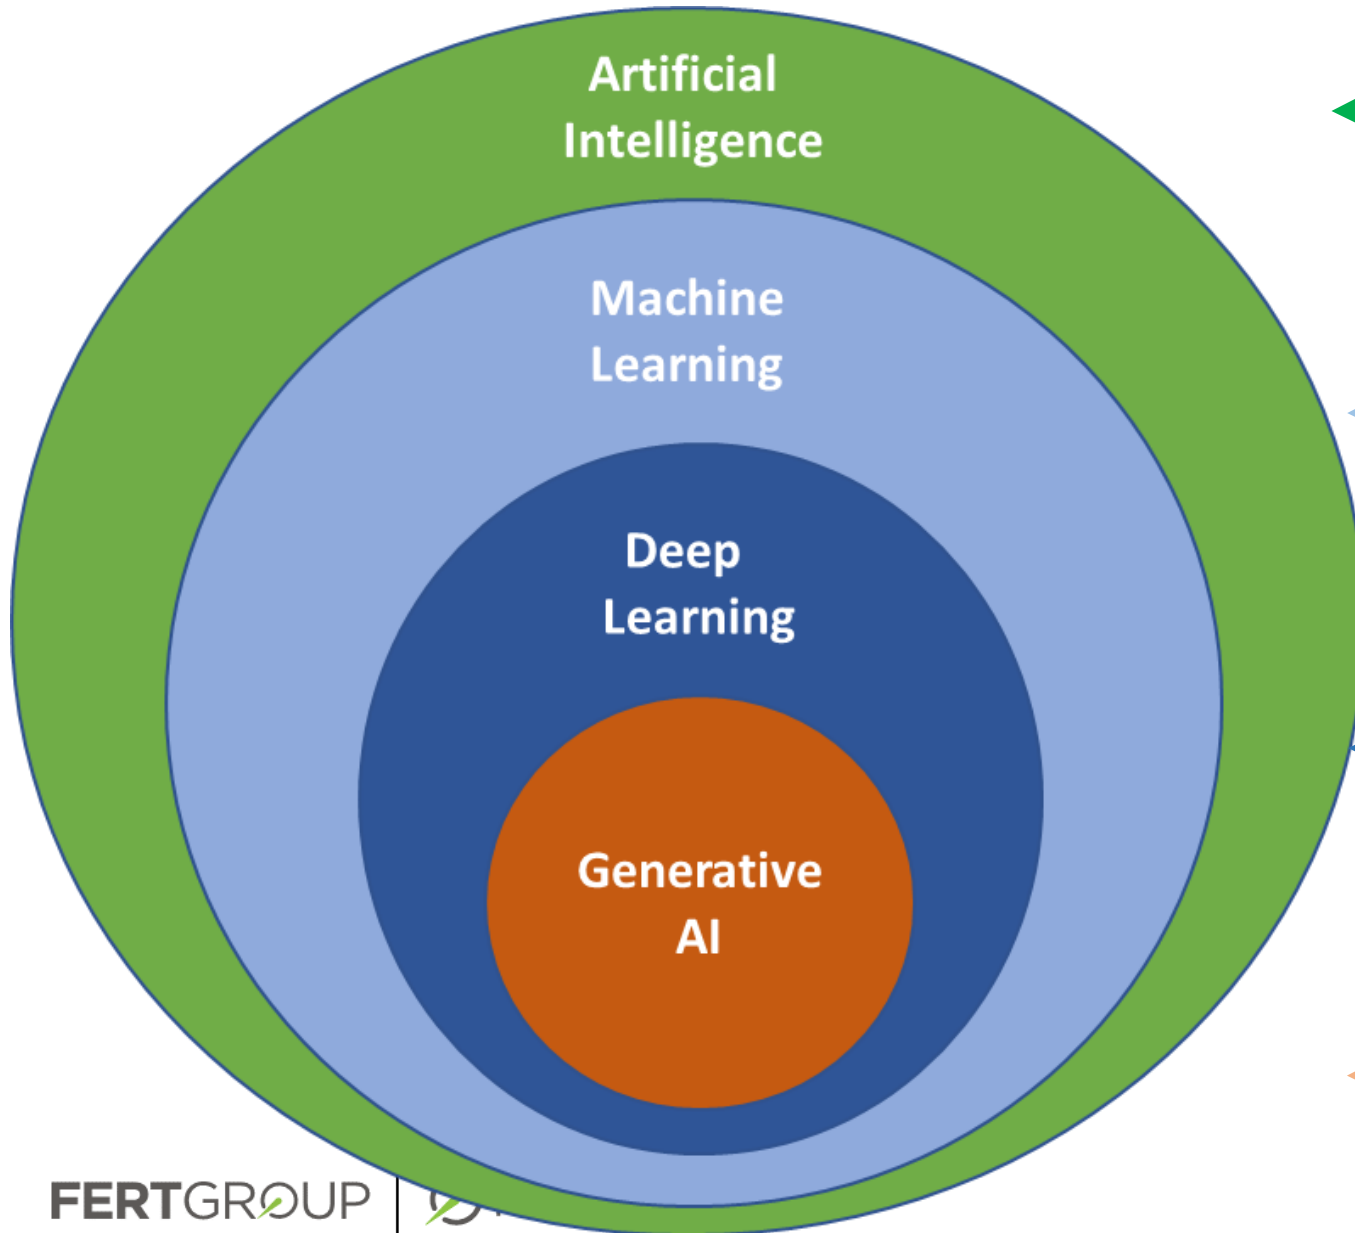 Artificial
Intelligence
Machine
Learning
Deep
Learning
Generative
AI
FERTGROUP